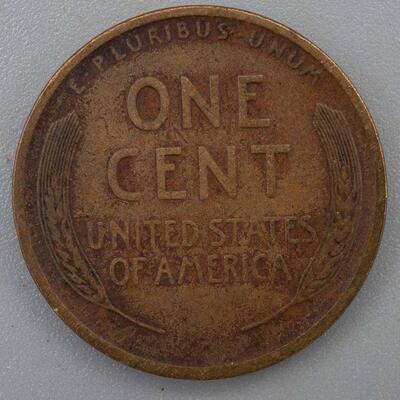 E·PLURIBUS·UNUM
ONE
CENT
UNITED STATES
OF AMERICA